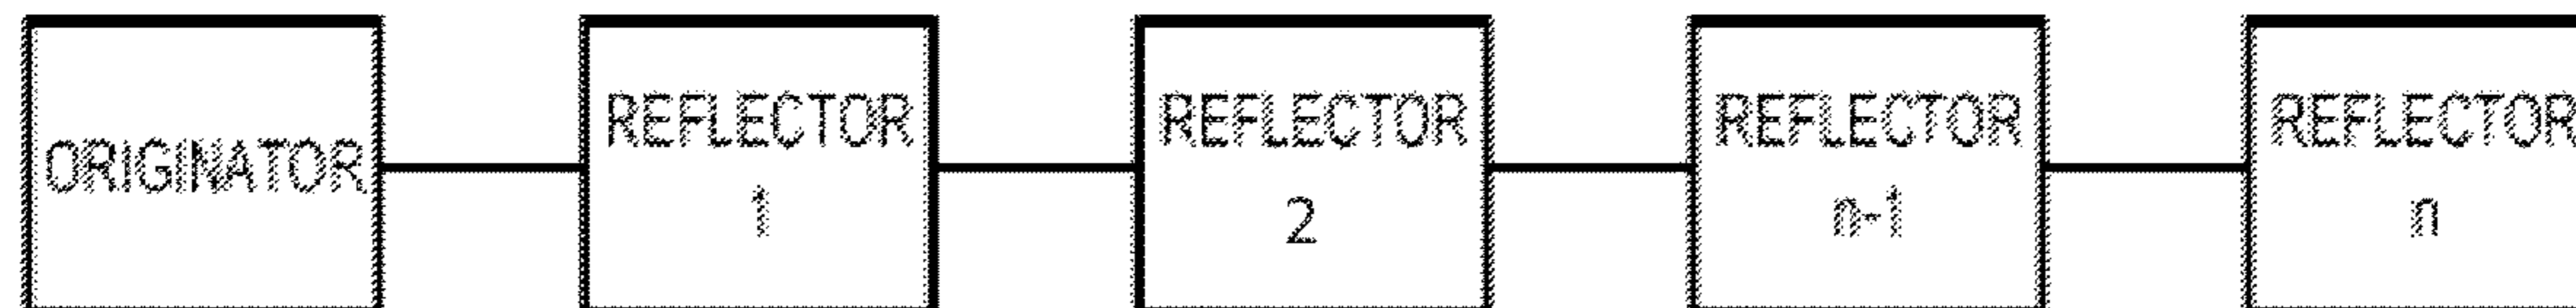 ORIGINATOR
REFLECTOR
1
REFLECTOR
2
REFLECTOR
n-1
REFLECTOR
n